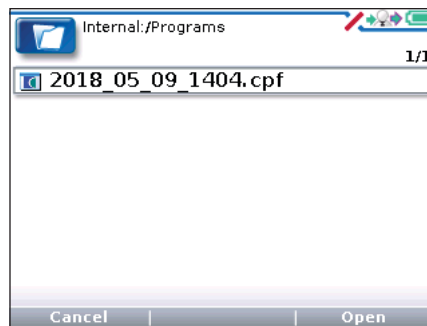 Internal:/Programs
1/1
2018_05_09_1404.cpf
Cancel | | Open